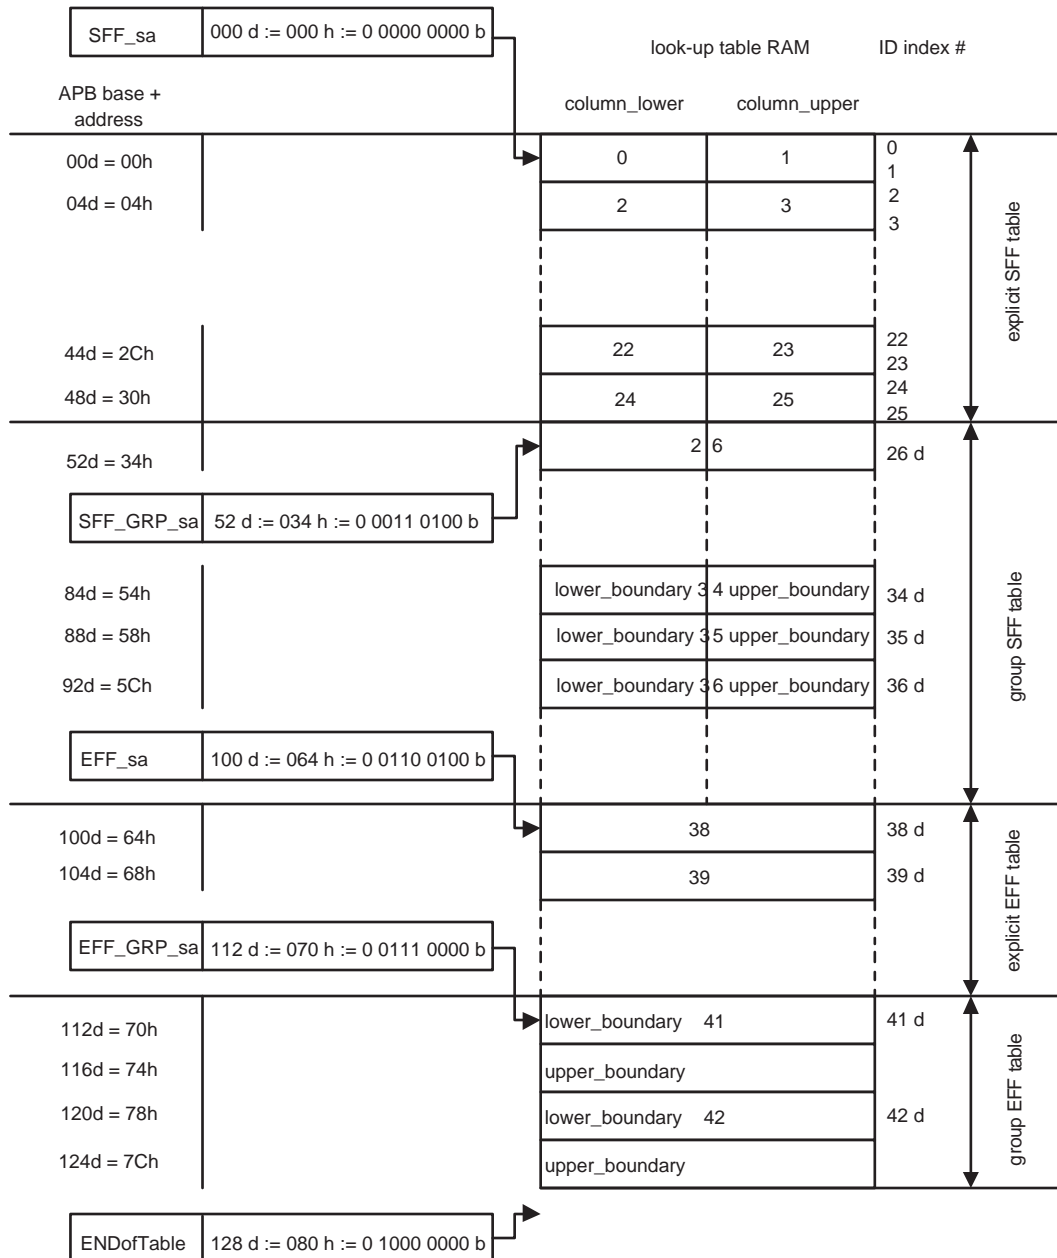 SFF_sa 000 d := 000 h := 0 0000 0000 b
look-up table RAM ID index #
APB base +
address
column_lower column_upper
00d = 00h 0 1 0
1
04d = 04h 2 3 2
3
explicit SFF table
44d = 2Ch 22 23 22
23
48d = 30h 24 25 24
25
52d = 34h 2 6 26 d
SFF_GRP_sa 52 d := 034 h := 0 0011 0100 b
84d = 54h lower_boundary 3 4 upper_boundary 34 d
88d = 58h lower_boundary 3 5 upper_boundary 35 d
92d = 5Ch lower_boundary 3 6 upper_boundary 36 d
group SFF table
EFF_sa 100 d := 064 h := 0 0110 0100 b
100d = 64h 38 38 d
104d = 68h 39 39 d
explicit EFF table
EFF_GRP_sa 112 d := 070 h := 0 0111 0000 b
112d = 70h lower_boundary 41 41 d
116d = 74h upper_boundary
120d = 78h lower_boundary 42 42 d
124d = 7Ch upper_boundary
group EFF table
ENDofTable 128 d := 080 h := 0 1000 0000 b